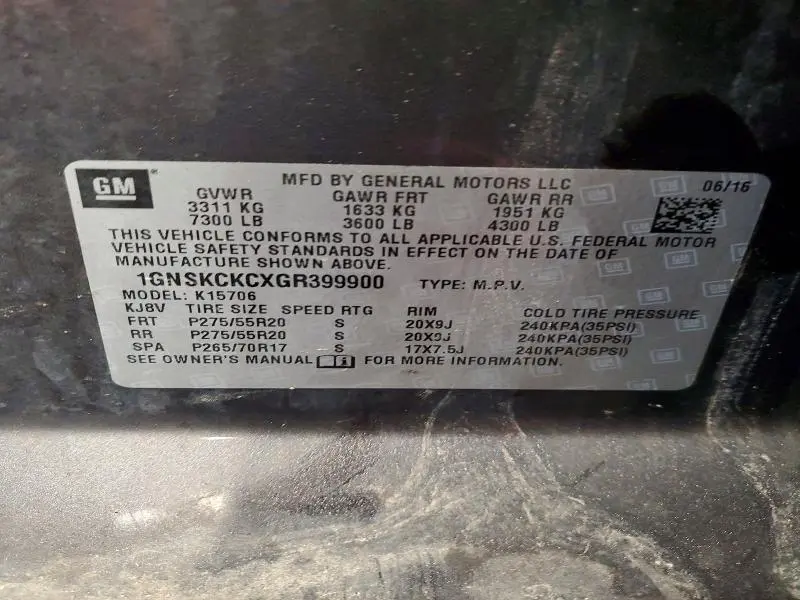 GM
MFD BY GENERAL MOTORS LLC 06/16
GVWR GAWR FRT GAWR RR
3311 KG 1633 KG 1951 KG
7300 LB 3600 LB 4300 LB
THIS VEHICLE CONFORMS TO ALL APPLICABLE U.S. FEDERAL MOTOR
VEHICLE SAFETY STANDARDS IN EFFECT ON THE DATE OF
MANUFACTURE SHOWN ABOVE.
1GNSKCKCXGR399900 TYPE: M.P.V.
MODEL: K15706
KJ8V TIRE SIZE SPEED RTG RIM COLD TIRE PRESSURE
FRT P275/55R20 S 20X9J 240KPA(35PSI)
RR P275/55R20 S 20X9J 240KPA(35PSI)
SPA P265/70R17 S 17X7.5J 240KPA(35PSI)
SEE OWNER'S MANUAL FOR MORE INFORMATION.